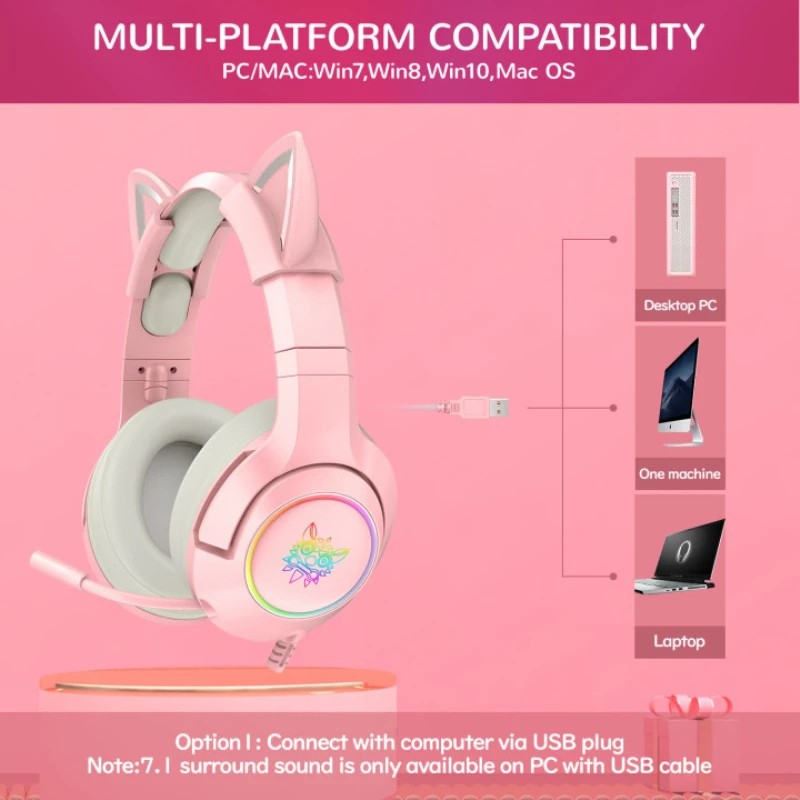 MULTI-PLATFORM COMPATIBILITY
PC/MAC:Win7,Win8,Win10,Mac OS
Desktop PC
One machine
Laptop
Option1: Connect with computer via USB plug
Note:7.1 surround sound is only available on PC with USB cable